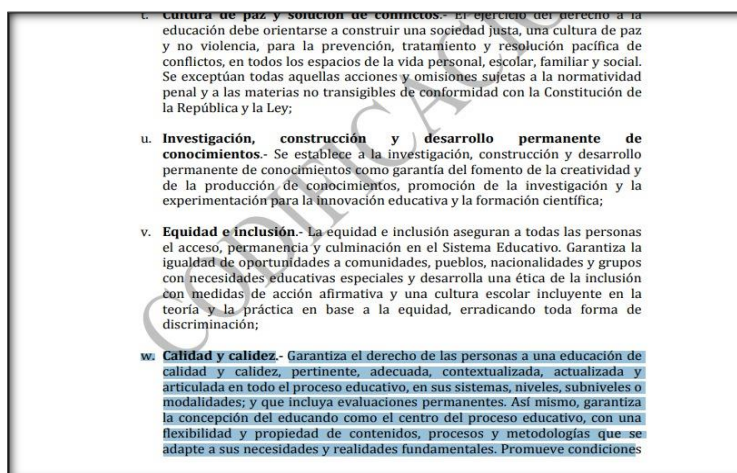 t. Cultura de paz y solución de conflictos.- El ejercicio del derecho a la
educación debe orientarse a construir una sociedad justa, una cultura de paz
y no violencia, para la prevención, tratamiento y resolución pacífica de
conflictos, en todos los espacios de la vida personal, escolar, familiar y social.
Se exceptúan todas aquellas acciones y omisiones sujetas a la normatividad
penal y a las materias no transigibles de conformidad con la Constitución de
la República y la Ley;
u. Investigación, construcción y desarrollo permanente de
conocimientos.- Se establece a la investigación, construcción y desarrollo
permanente de conocimientos como garantía del fomento de la creatividad y
de la producción de conocimientos, promoción de la investigación y la
experimentación para la innovación educativa y la formación científica;
v. Equidad e inclusión.- La equidad e inclusión aseguran a todas las personas
el acceso, permanencia y culminación en el Sistema Educativo. Garantiza la
igualdad de oportunidades a comunidades, pueblos, nacionalidades y grupos
con necesidades educativas especiales y desarrolla una ética de la inclusión
con medidas de acción afirmativa y una cultura escolar incluyente en la
teoría y la práctica en base a la equidad, erradicando toda forma de
discriminación;
w. Calidad y calidez.- Garantiza el derecho de las personas a una educación de
calidad y calidez, pertinente, adecuada, contextualizada, actualizada y
articulada en todo el proceso educativo, en sus sistemas, niveles, subniveles o
modalidades; y que incluya evaluaciones permanentes. Así mismo, garantiza
la concepción del educando como el centro del proceso educativo, con una
flexibilidad y propiedad de contenidos, procesos y metodologías que se
adapte a sus necesidades y realidades fundamentales. Promueve condiciones
CODIFICACI